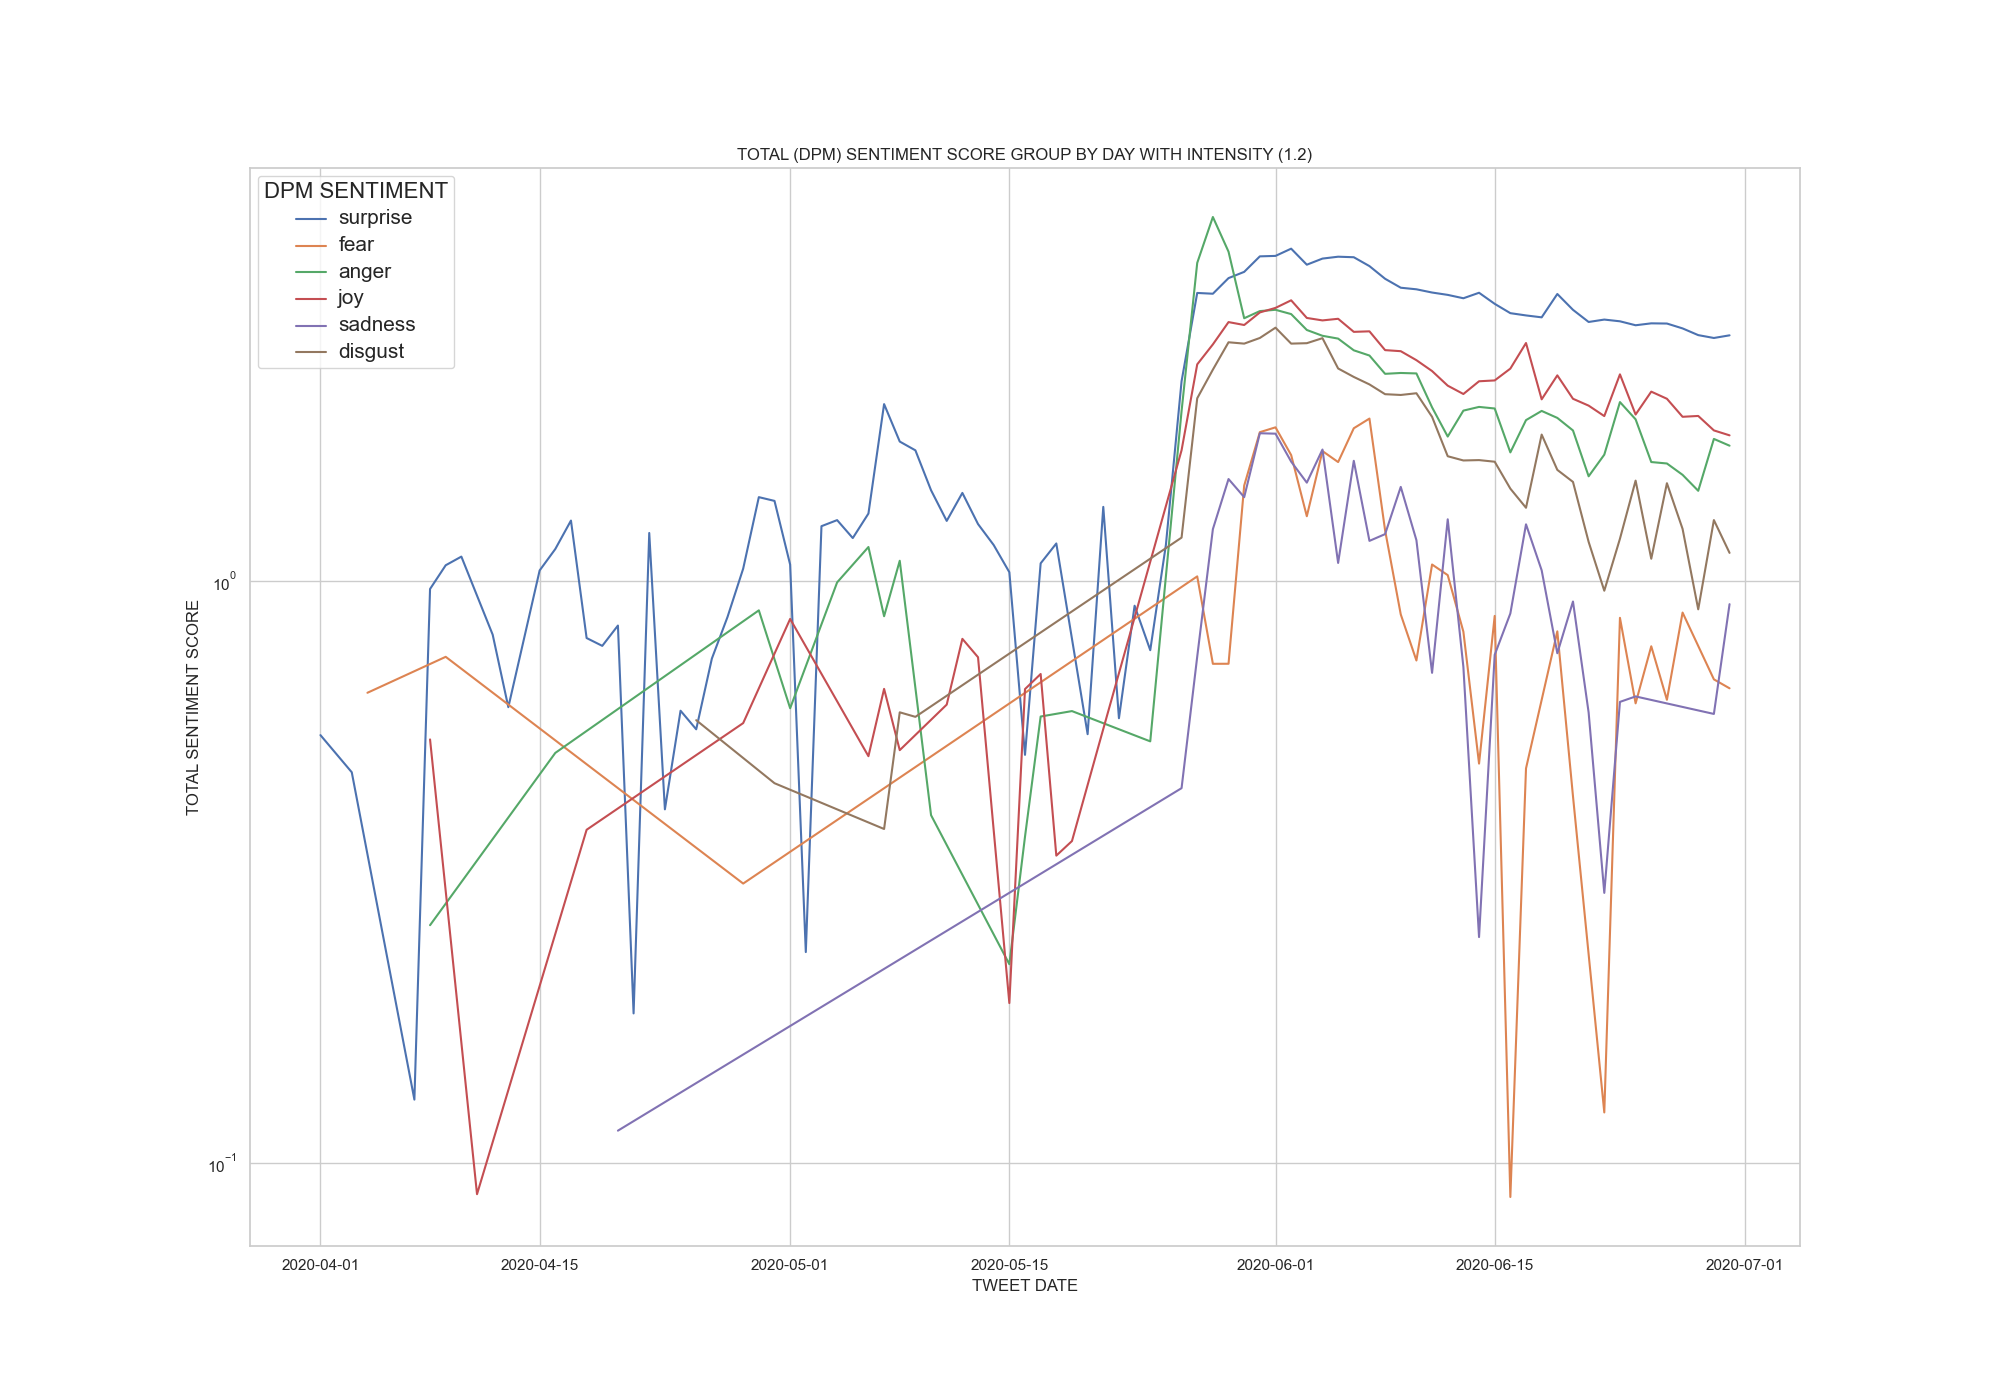 TOTAL (DPM) SENTIMENT SCORE GROUP BY DAY WITH INTENSITY (1.2)
DPM SENTIMENT
surprise
fear
anger
joy
sadness
disgust
TOTAL SENTIMENT SCORE
10^0
10^−1
2020-04-01 2020-04-15 2020-05-01 2020-05-15 2020-06-01 2020-06-15 2020-07-01
TWEET DATE